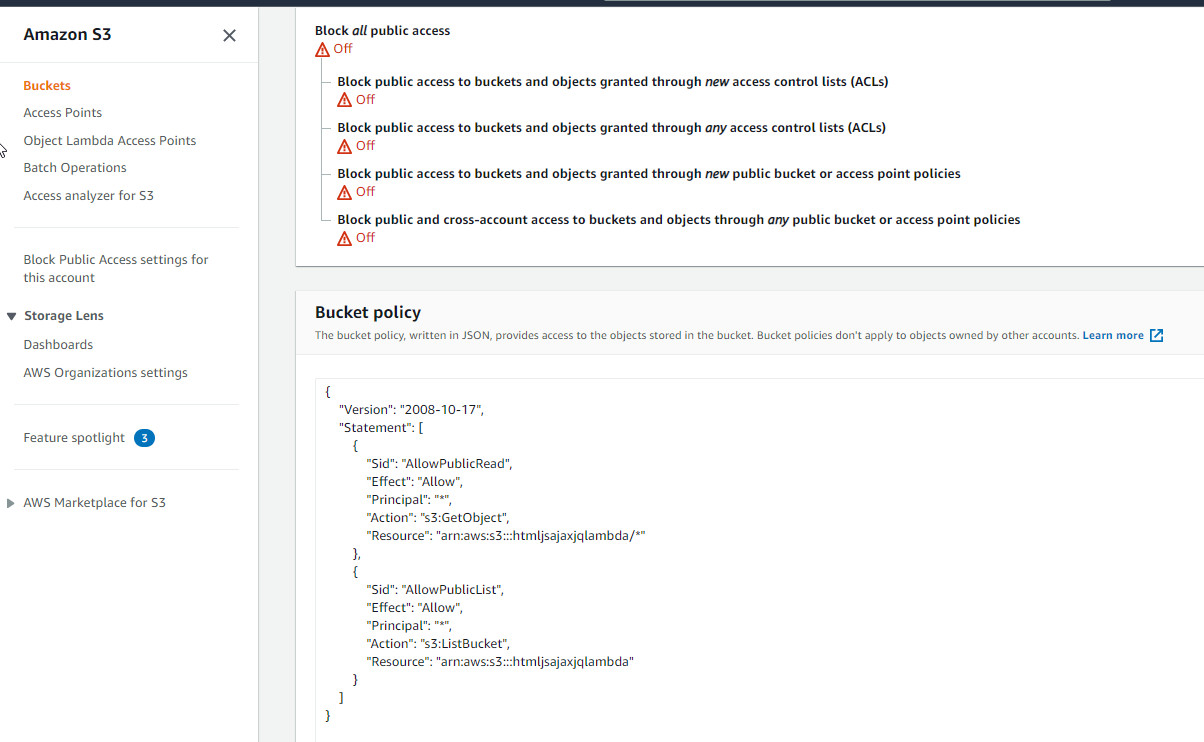 Amazon S3
Buckets
Access Points
Object Lambda Access Points
Batch Operations
Access analyzer for S3
Block Public Access settings for
this account
Storage Lens
Dashboards
AWS Organizations settings
Feature spotlight 3
AWS Marketplace for S3
Block all public access
Off
Block public access to buckets and objects granted through new access control lists (ACLs)
Off
Block public access to buckets and objects granted through any access control lists (ACLs)
Off
Block public access to buckets and objects granted through new public bucket or access point policies
Off
Block public and cross-account access to buckets and objects through any public bucket or access point policies
Off
Bucket policy
The bucket policy, written in JSON, provides access to the objects stored in the bucket. Bucket policies don't apply to objects owned by other accounts. Learn more
{
"Version": "2008-10-17",
"Statement": [
{
"Sid": "AllowPublicRead",
"Effect": "Allow",
"Principal": "*",
"Action": "s3:GetObject",
"Resource": "arn:aws:s3:::htmljsajaxjqlambda/*"
},
{
"Sid": "AllowPublicList",
"Effect": "Allow",
"Principal": "*",
"Action": "s3:ListBucket",
"Resource": "arn:aws:s3:::htmljsajaxjqlambda"
}
]
}